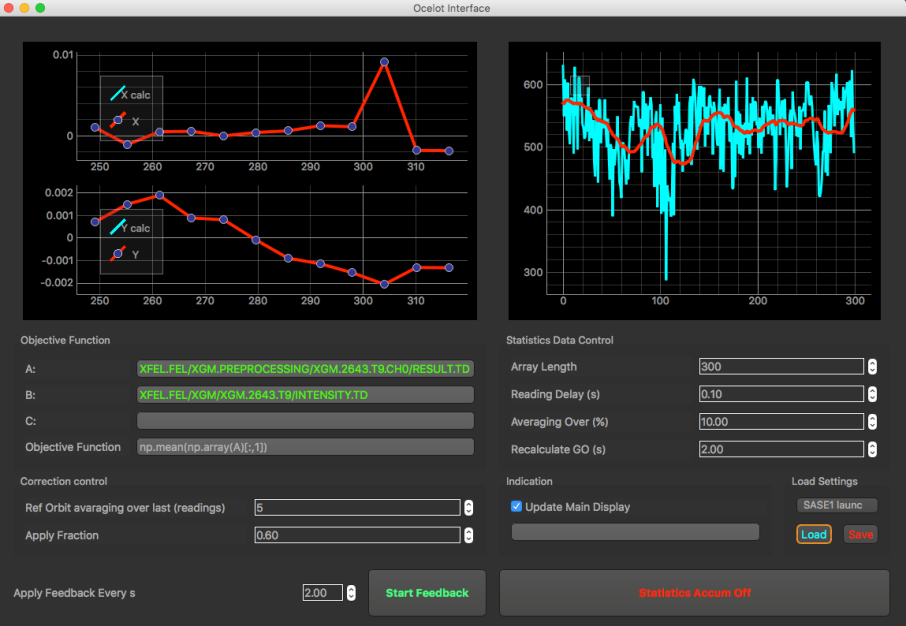 Ocelot Interface
0.01
0
X calc
X
250 260 270 280 290 300 310
0.002
0.001
0
-0.001
-0.002
Y calc
Y
250 260 270 280 290 300 310
600
500
400
300
0 100 200 300
Objective Function
A: XFEL.FEL/XGM.PREPROCESSING/XGM.2643.T9.CH0/RESULT.TD
B: XFEL.FEL/XGM/XGM.2643.T9/INTENSITY.TD
C:
Objective Function np.mean(np.array(A)[:,1])
Statistics Data Control
Array Length 300
Reading Delay (s) 0.10
Averaging Over (%) 10.00
Recalculate GO (s) 2.00
Correction control
Ref Orbit avaraging over last (readings) 5
Apply Fraction 0.60
Indication
Update Main Display
Load Settings
SASE1 launc
Load Save
Apply Feedback Every s 2.00 Start Feedback
Statistics Accum Off